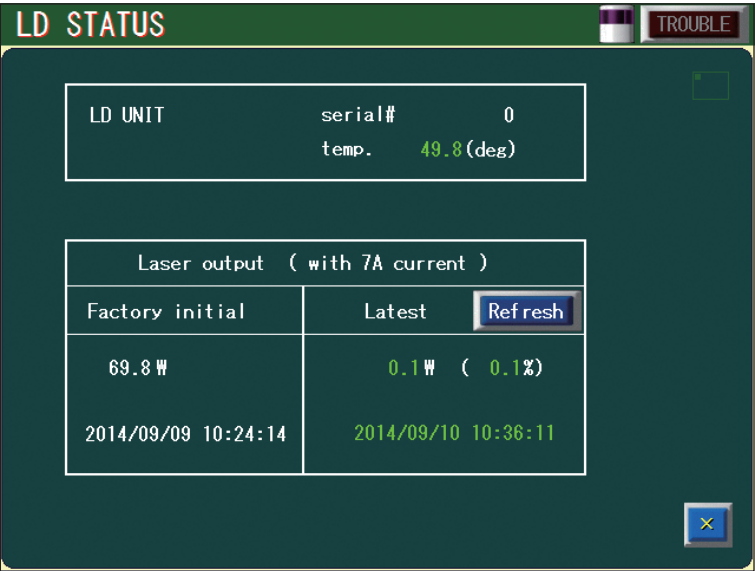 LD STATUS
TROUBLE
LD UNIT serial# 0
temp. 49.8(deg)
Laser output ( with 7A current )
Factory initial Latest Refresh
69.8W 0.1W ( 0.1%)
2014/09/09 10:24:14 2014/09/10 10:36:11
×